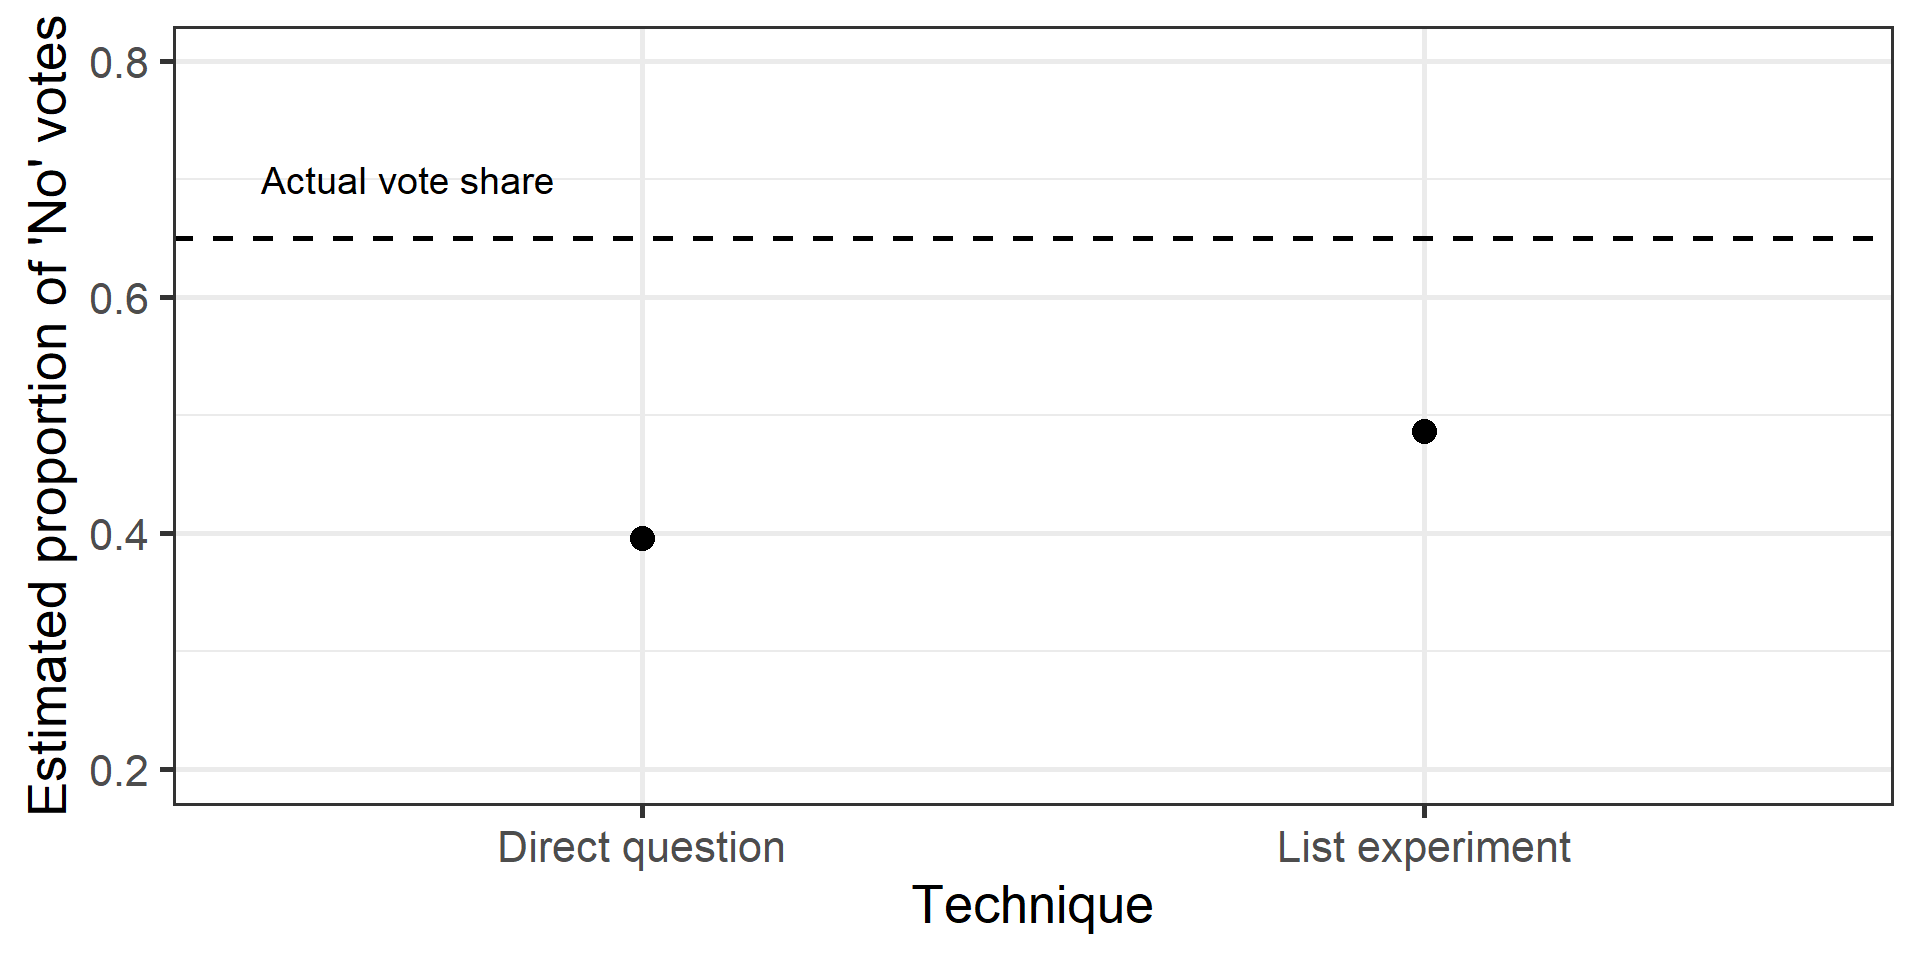 Estimated proportion of 'No' votes
0.8
0.6
0.4
0.2
Actual vote share
Direct question
List experiment
Technique